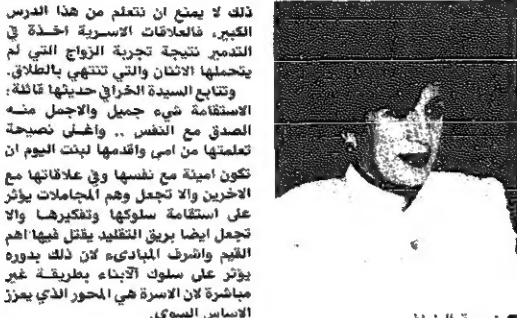 ذلك لا يمنع ان نتعلم من هذا الدرس
الكبير، فالعلاقات الاسرية اخذة في
التدمير نتيجة تجربة الزواج التي لم
يتحملها الاثنان والتي تنتهي بالطلاق.
وتتابع السيدة الخرافي حديثها قائلة:
الاستقامة شيء جميل والاجمل منه
الصدق مع النفس .. واغلى نصيحة
تعلمتها من امي واقدمها لبنت اليوم ان
تكون امينة مع نفسها وفي علاقاتها مع
الاخرين والا تجعل وهم المجاملات يؤثر
على استقامة سلوكها وتفكيرها والا
تجعل ايضا بريق التقليد يقتل فيها اهم
القيم واشرف المبادىء لان ذلك بدوره
يؤثر على سلوك الابناء بطريقة غير
مباشرة لان الاسرة هي المحور الذي يعزز
الاساس السوي.